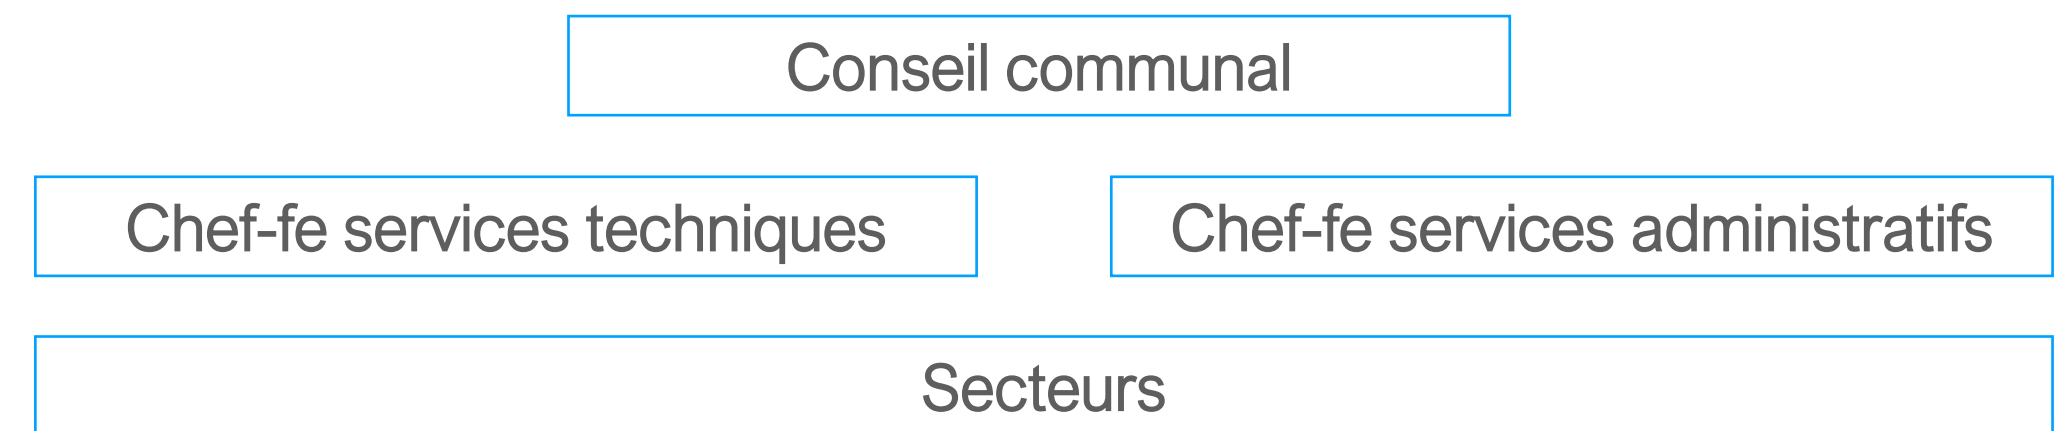 Conseil communal
Chef-fe services techniques
Chef-fe services administratifs
Secteurs